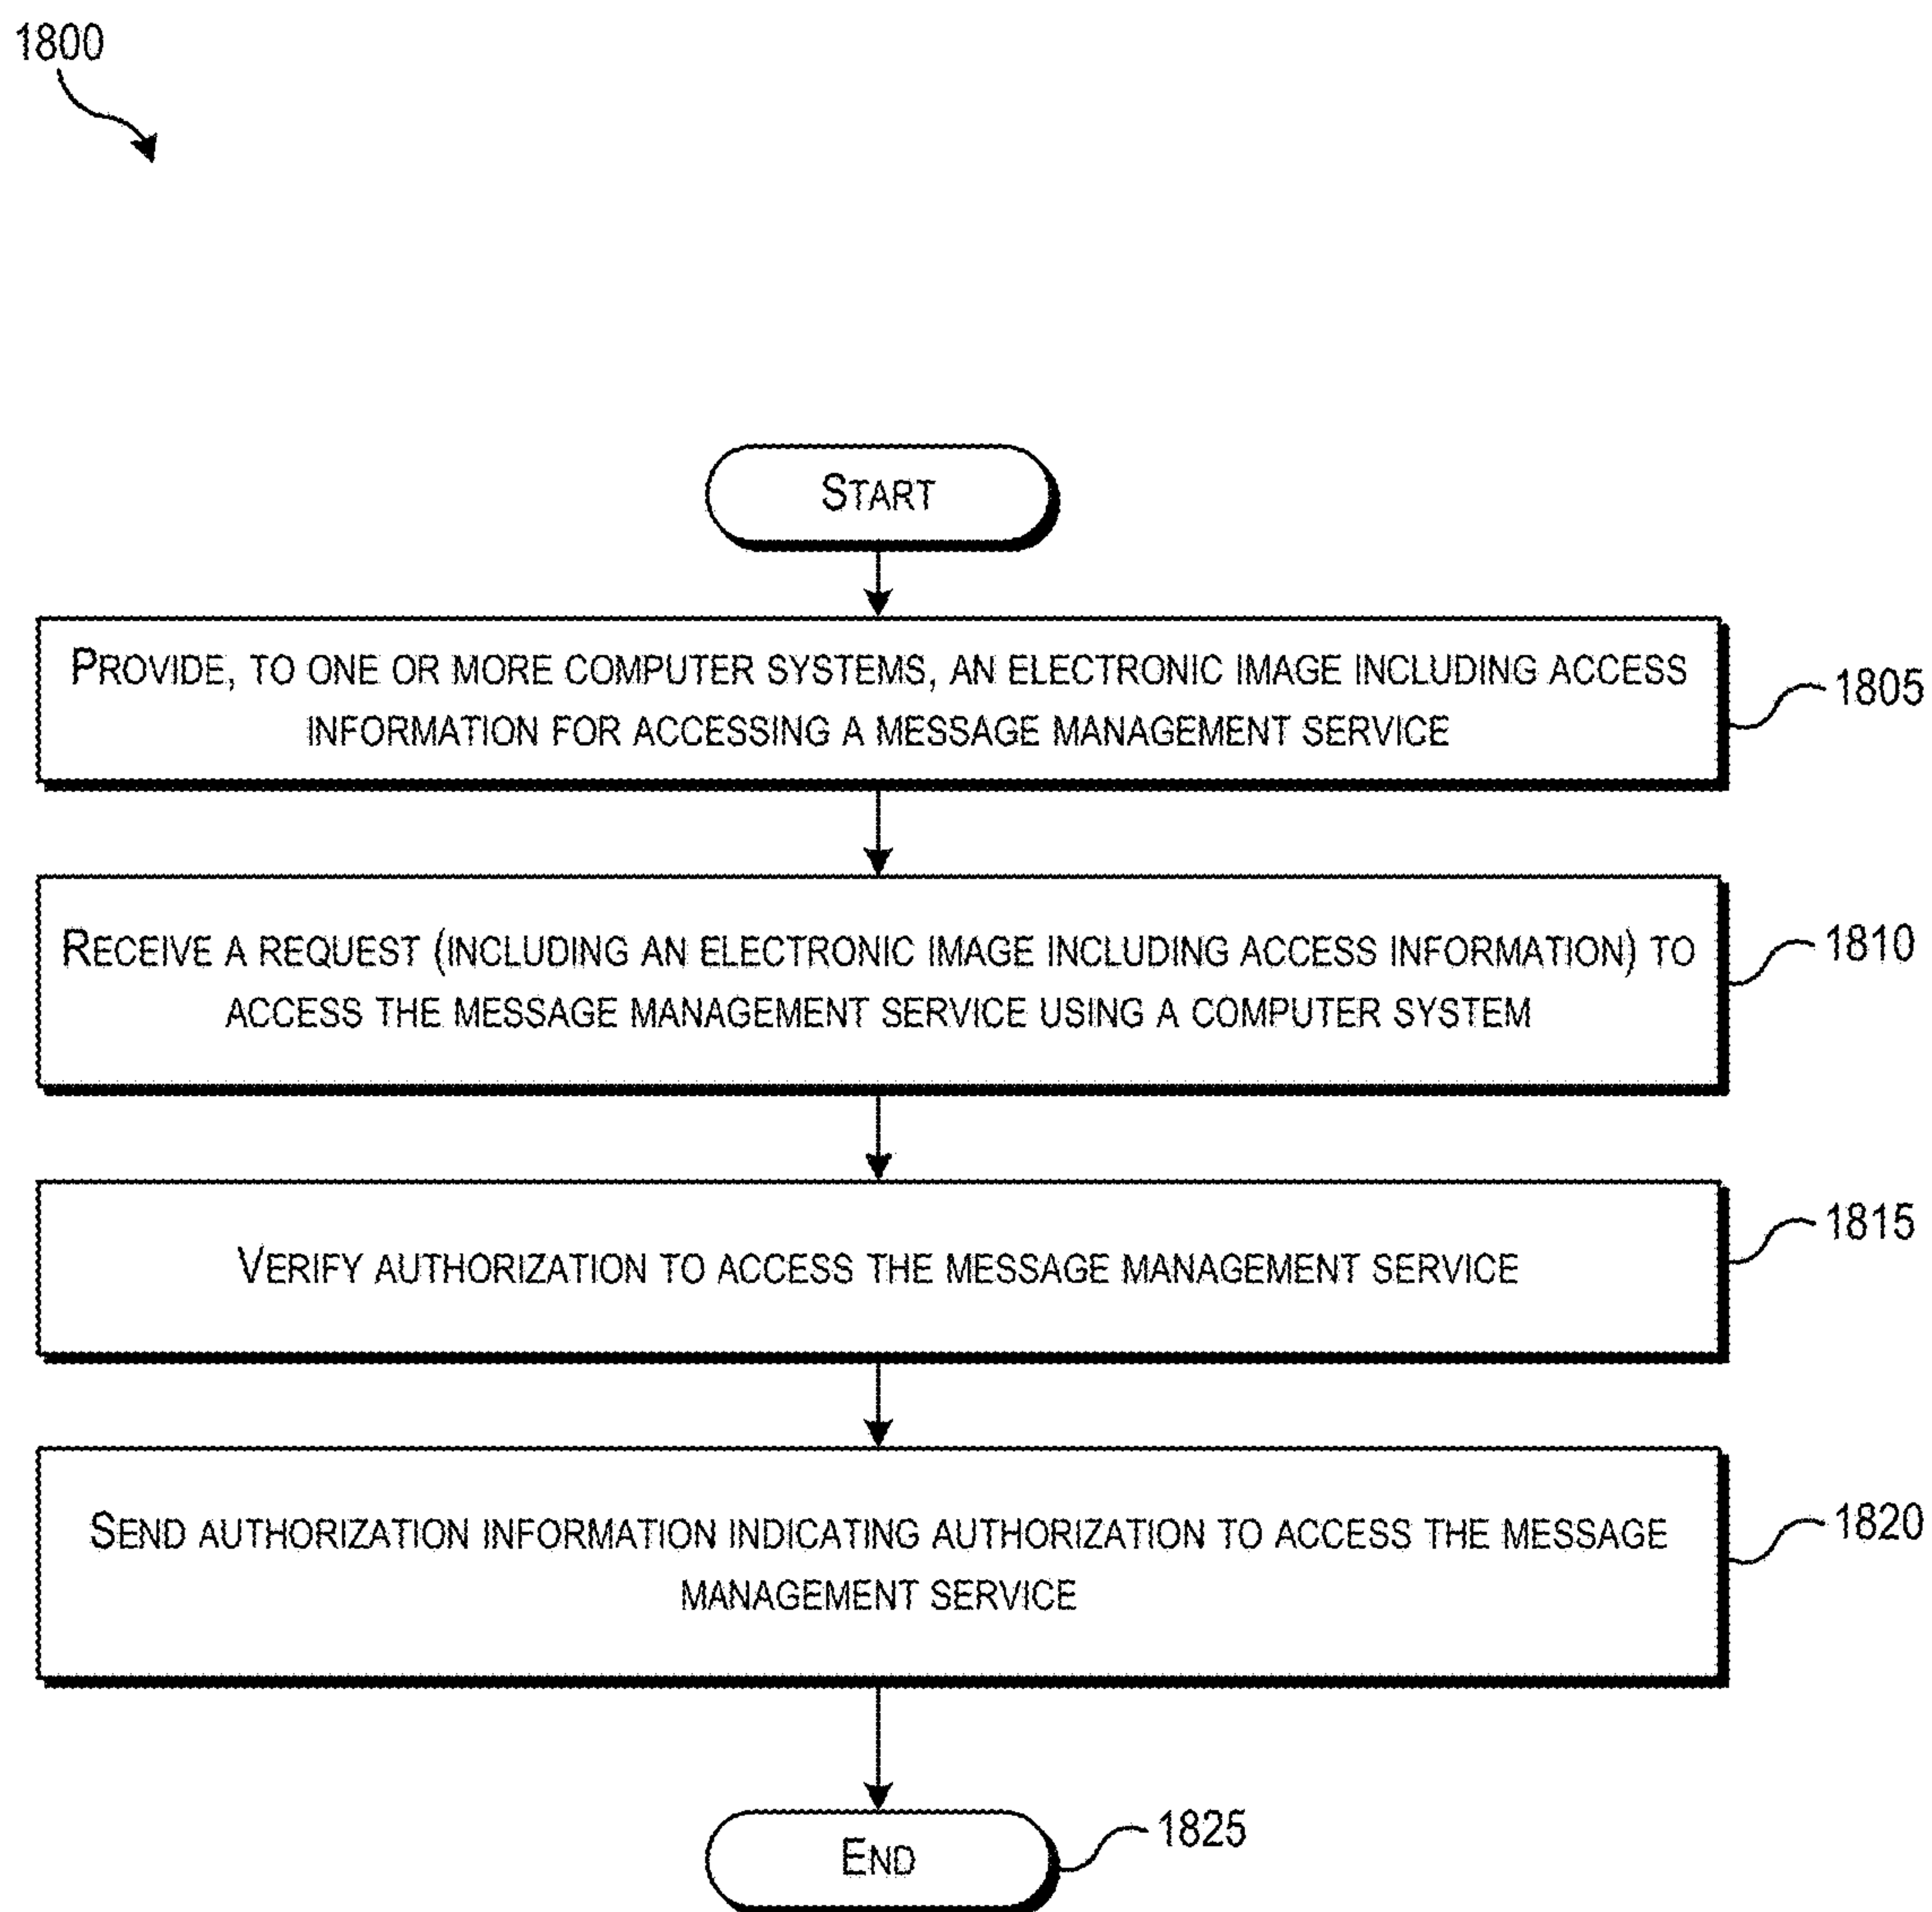 1800
START
PROVIDE, TO ONE OR MORE COMPUTER SYSTEMS, AN ELECTRONIC IMAGE INCLUDING ACCESS
INFORMATION FOR ACCESSING A MESSAGE MANAGEMENT SERVICE
1805
RECEIVE A REQUEST (INCLUDING AN ELECTRONIC IMAGE INCLUDING ACCESS INFORMATION) TO
ACCESS THE MESSAGE MANAGEMENT SERVICE USING A COMPUTER SYSTEM
1810
VERIFY AUTHORIZATION TO ACCESS THE MESSAGE MANAGEMENT SERVICE
1815
SEND AUTHORIZATION INFORMATION INDICATING AUTHORIZATION TO ACCESS THE MESSAGE
MANAGEMENT SERVICE
1820
END
1825